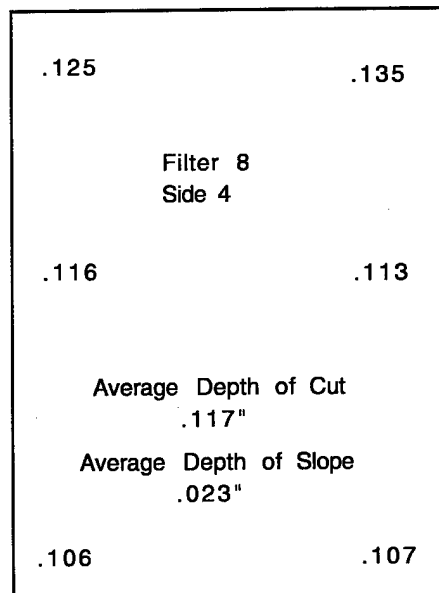 .125 .135
Filter 8
Side 4
.116 .113
Average Depth of Cut
.117"
Average Depth of Slope
.023"
.106 .107